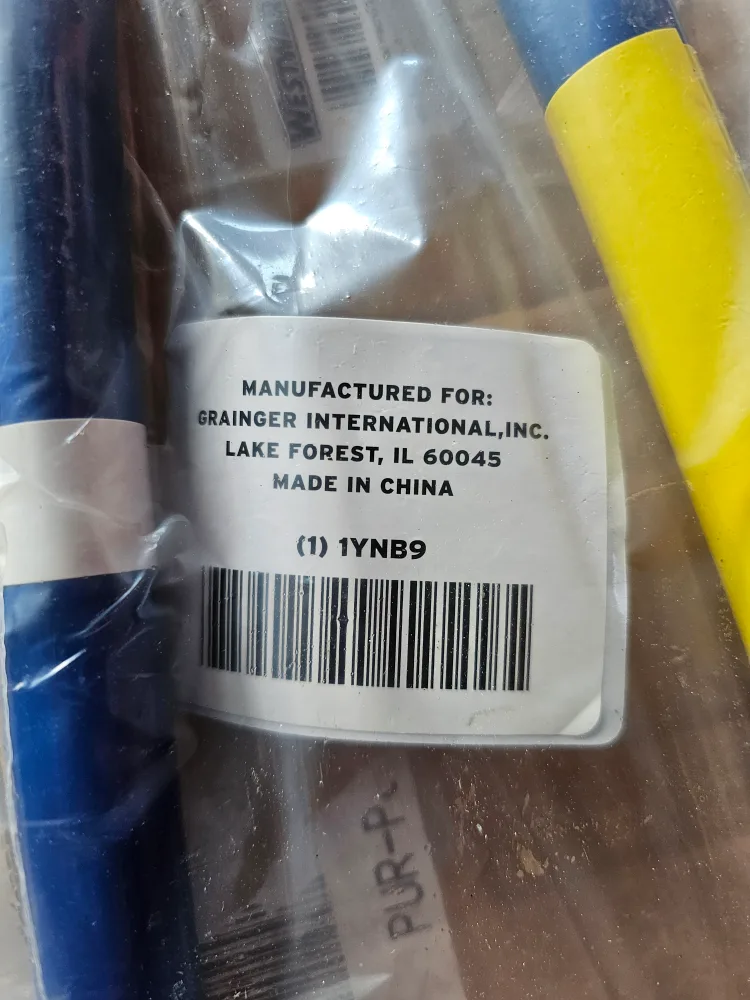 MANUFACTURED FOR:
GRAINGER INTERNATIONAL,INC.
LAKE FOREST, IL 60045
MADE IN CHINA
(1) 1YNB9